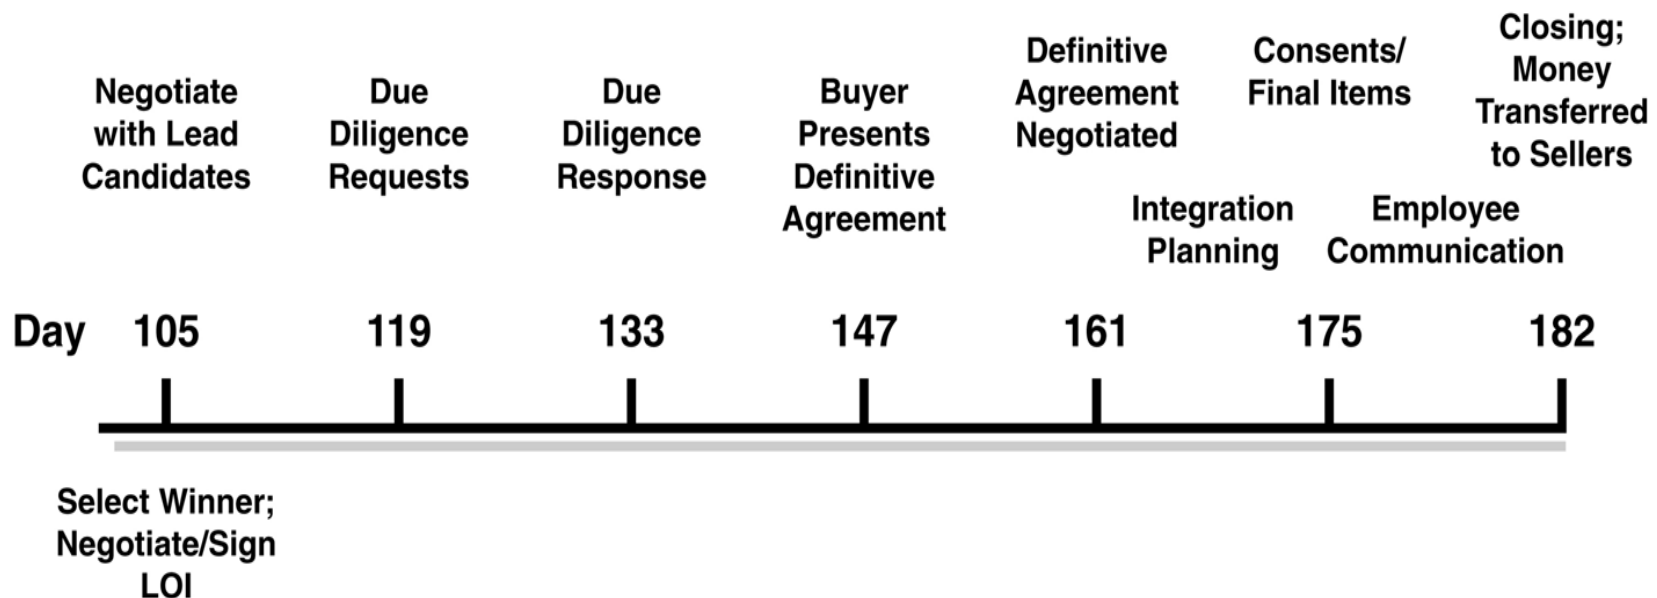 Negotiate
with Lead
Candidates
Due
Diligence
Requests
Due
Diligence
Response
Buyer
Presents
Definitive
Agreement
Definitive
Agreement
Negotiated
Consents/
Final Items
Closing;
Money
Transferred
to Sellers
Integration
Planning
Employee
Communication
Day 105 119 133 147 161 175 182
Select Winner;
Negotiate/Sign
LOI